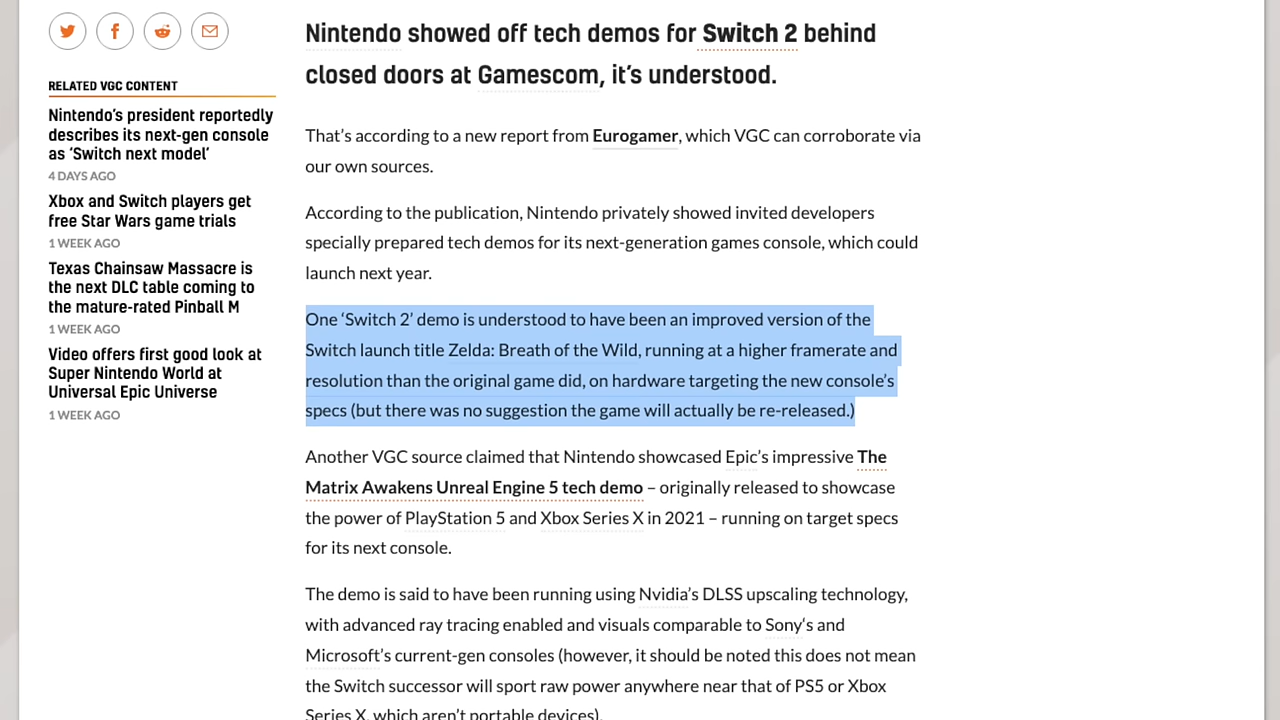 Nintendo showed off tech demos for Switch 2 behind
closed doors at Gamescom, it’s understood.
RELATED VGC CONTENT
Nintendo’s president reportedly
describes its next-gen console
as ‘Switch next model’
4 DAYS AGO
Xbox and Switch players get
free Star Wars game trials
1 WEEK AGO
Texas Chainsaw Massacre is
the next DLC table coming to
the mature-rated Pinball M
1 WEEK AGO
Video offers first good look at
Super Nintendo World at
Universal Epic Universe
1 WEEK AGO
That’s according to a new report from Eurogamer, which VGC can corroborate via
our own sources.
According to the publication, Nintendo privately showed invited developers
specially prepared tech demos for its next-generation games console, which could
launch next year.
One ‘Switch 2’ demo is understood to have been an improved version of the
Switch launch title Zelda: Breath of the Wild, running at a higher framerate and
resolution than the original game did, on hardware targeting the new console’s
specs (but there was no suggestion the game will actually be re-released.)
Another VGC source claimed that Nintendo showcased Epic’s impressive The
Matrix Awakens Unreal Engine 5 tech demo – originally released to showcase
the power of PlayStation 5 and Xbox Series X in 2021 – running on target specs
for its next console.
The demo is said to have been running using Nvidia’s DLSS upscaling technology,
with advanced ray tracing enabled and visuals comparable to Sony’s and
Microsoft’s current-gen consoles (however, it should be noted this does not mean
the Switch successor will sport raw power anywhere near that of PS5 or Xbox
Series X, which aren’t portable devices).